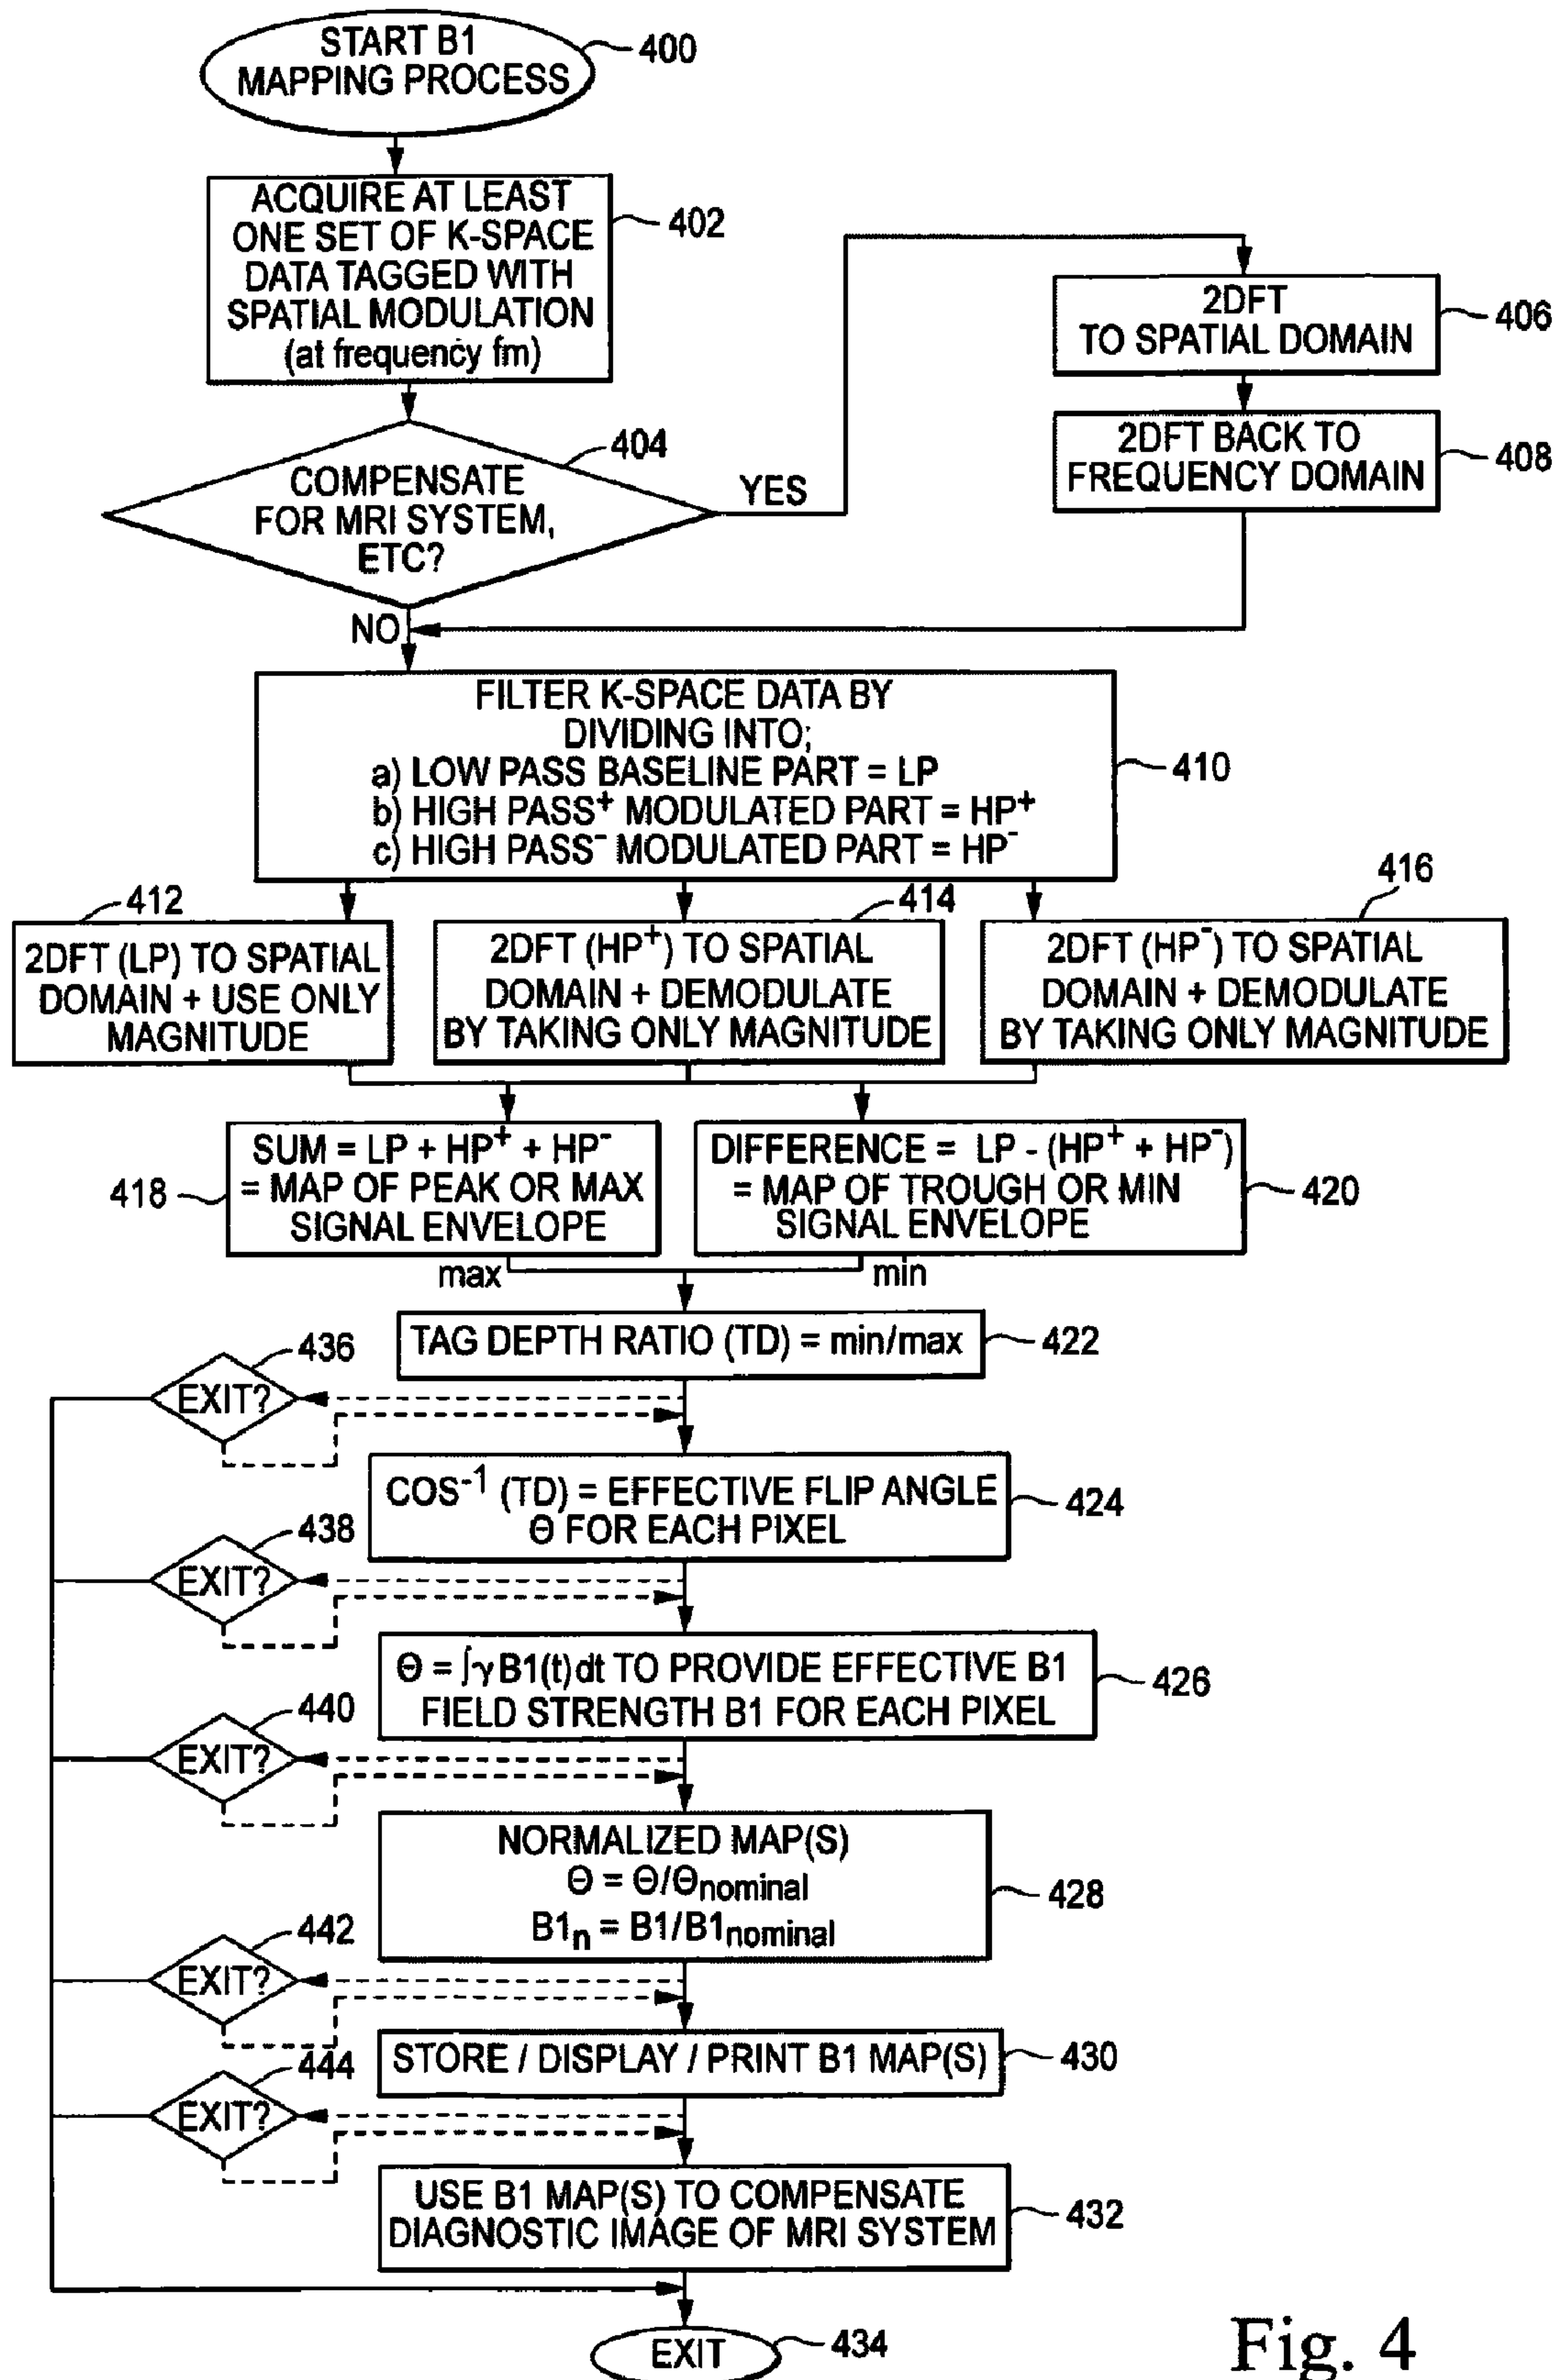 START B1
MAPPING PROCESS
400
ACQUIRE AT LEAST
ONE SET OF K-SPACE
DATA TAGGED WITH
SPATIAL MODULATION
(at frequency fm)
402
COMPENSATE
FOR MRI SYSTEM,
ETC?
404
YES
NO
2DFT
TO SPATIAL DOMAIN
406
2DFT BACK TO
FREQUENCY DOMAIN
408
FILTER K-SPACE DATA BY
DIVIDING INTO;
a) LOW PASS BASELINE PART = LP
b) HIGH PASS⁺ MODULATED PART = HP⁺
c) HIGH PASS⁻ MODULATED PART = HP⁻
410
412
2DFT (LP) TO SPATIAL
DOMAIN + USE ONLY
MAGNITUDE
414
2DFT (HP⁺) TO SPATIAL
DOMAIN + DEMODULATE
BY TAKING ONLY MAGNITUDE
416
2DFT (HP⁻) TO SPATIAL
DOMAIN + DEMODULATE
BY TAKING ONLY MAGNITUDE
418
SUM = LP + HP⁺ + HP⁻
= MAP OF PEAK OR MAX
SIGNAL ENVELOPE
DIFFERENCE = LP - (HP⁺ + HP⁻)
= MAP OF TROUGH OR MIN
SIGNAL ENVELOPE
420
max
min
TAG DEPTH RATIO (TD) = min/max
422
436
EXIT?
COS⁻¹ (TD) = EFFECTIVE FLIP ANGLE
Θ FOR EACH PIXEL
424
438
EXIT?
Θ = ∫γ B1(t)dt TO PROVIDE EFFECTIVE B1
FIELD STRENGTH B1 FOR EACH PIXEL
426
440
EXIT?
NORMALIZED MAP(S)
Θ = Θ/Θnominal
B1n = B1/B1nominal
428
442
EXIT?
STORE / DISPLAY / PRINT B1 MAP(S)
430
444
EXIT?
USE B1 MAP(S) TO COMPENSATE
DIAGNOSTIC IMAGE OF MRI SYSTEM
432
EXIT
434
Fig. 4